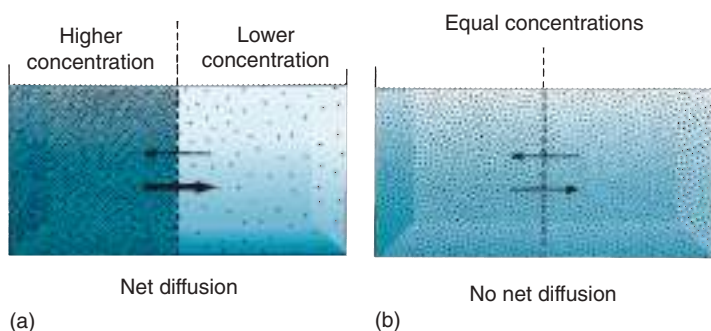 Higher
concentration
Lower
concentration
Net diffusion
(a)
Equal concentrations
No net diffusion
(b)